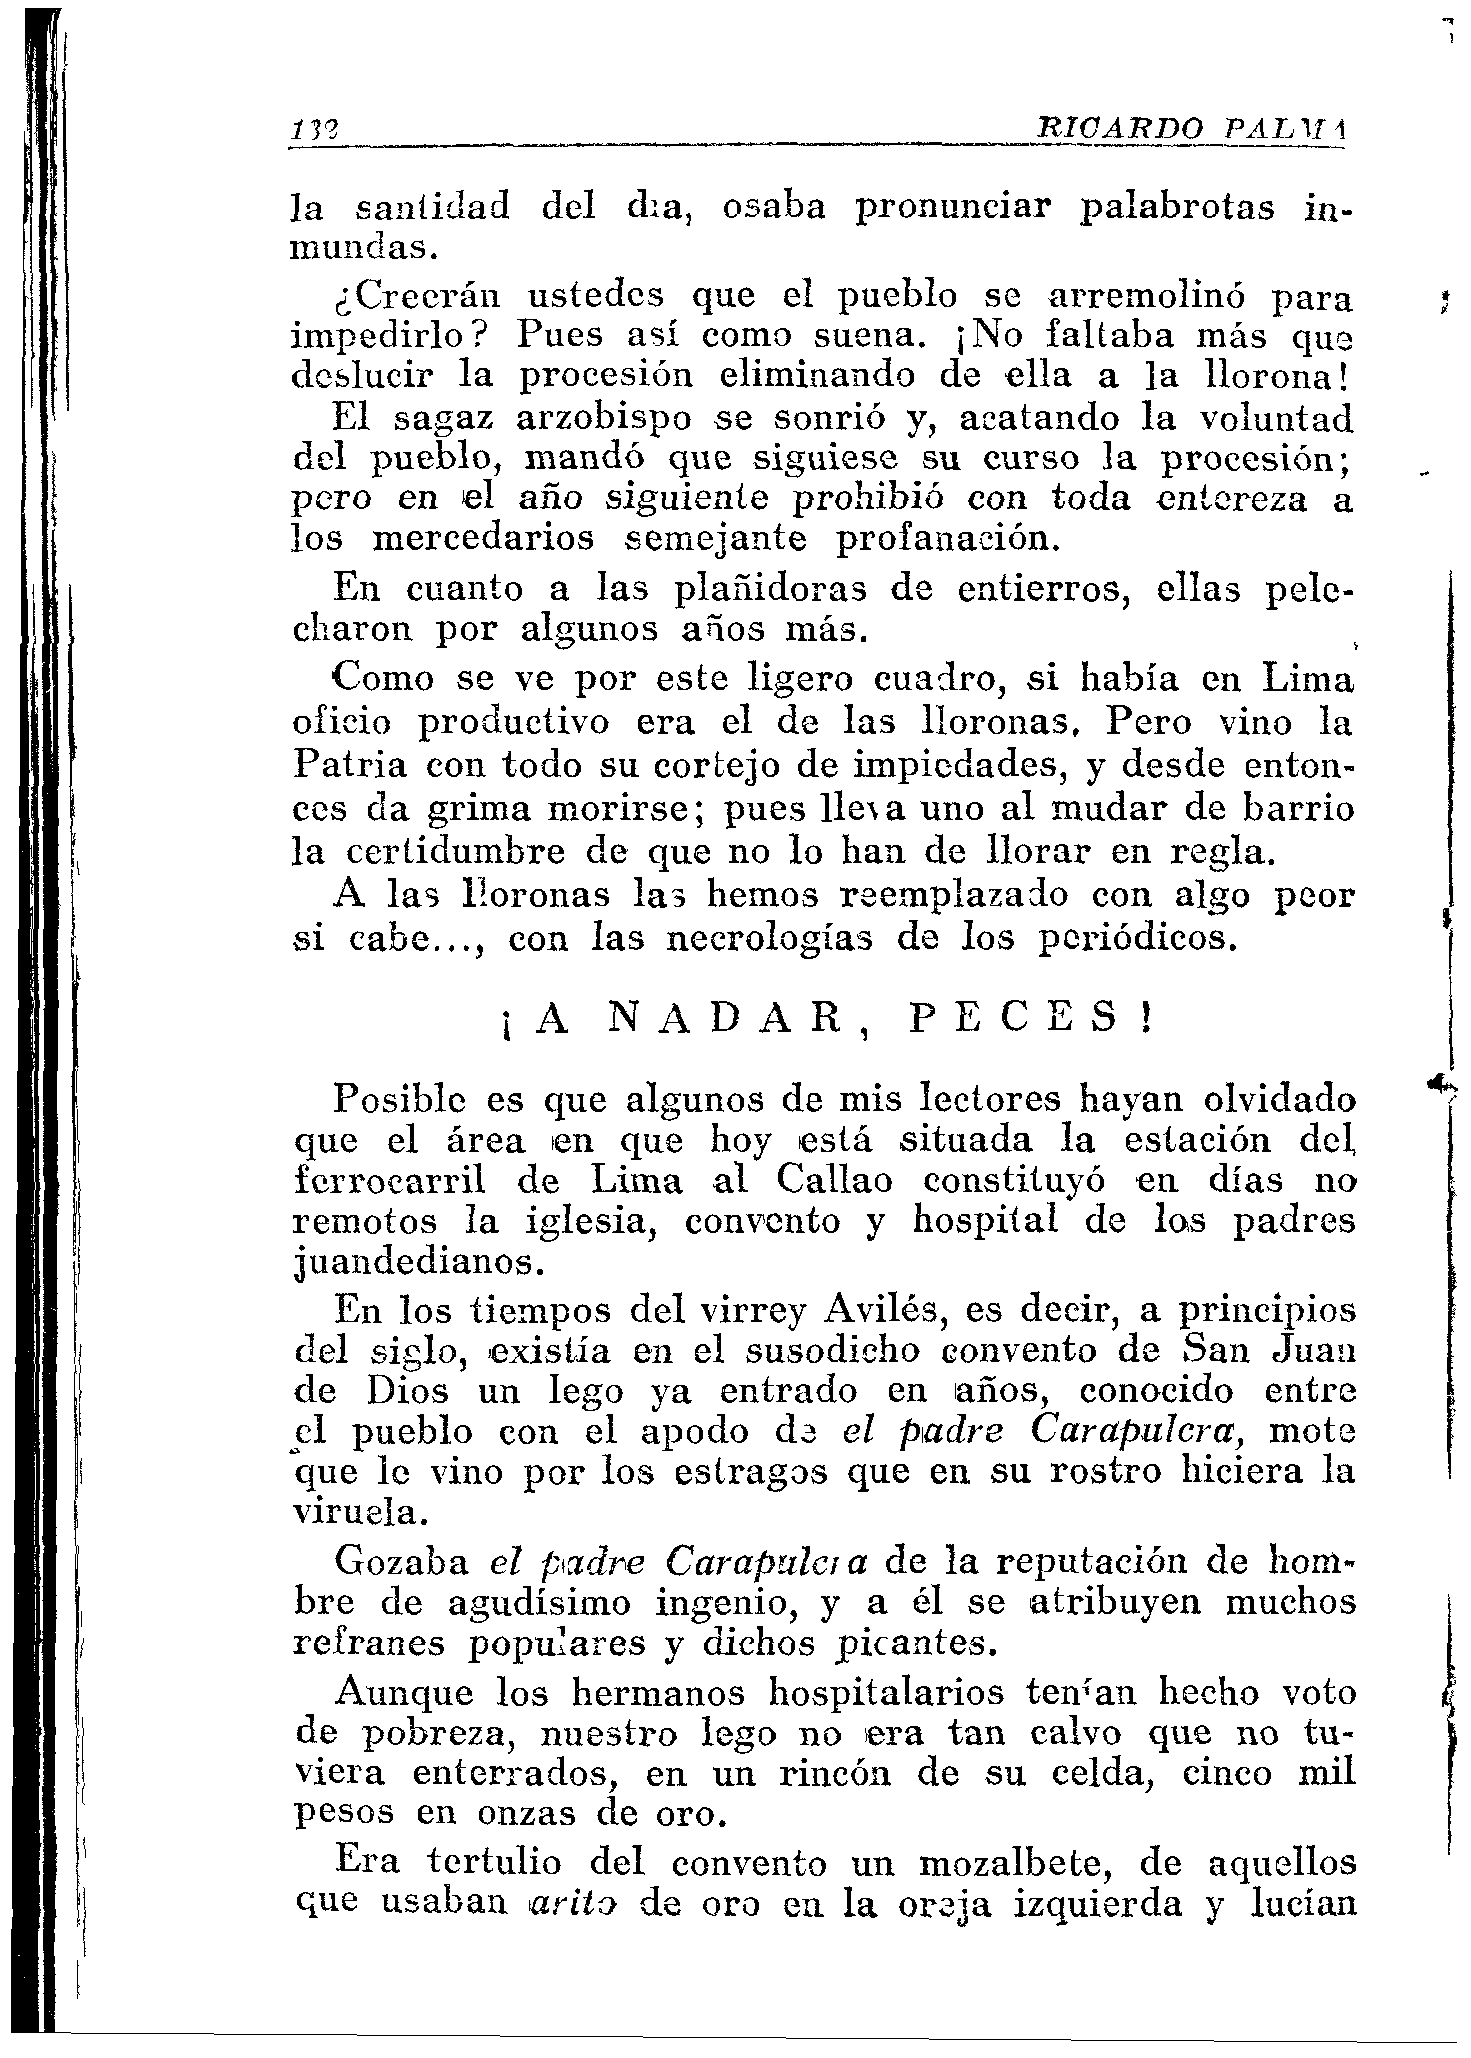 132 RICARDO PALMA
la santidad del dia, osaba pronunciar palabrotas in-
mundas.
¿Creerán ustedes que el pueblo se arremolinó para
impedirlo? Pues así como suena. ¡No faltaba más que
deslucir la procesión eliminando de ella a la llorona!
El sagaz arzobispo se sonrió y, acatando la voluntad
del pueblo, mandó que siguiese su curso la procesión;
pero en el año siguiente prohibió con toda entereza a
los mercedarios semejante profanación.
En cuanto a las plañidoras de entierros, ellas pele-
charon por algunos años más.
Como se ve por este ligero cuadro, si había en Lima
oficio productivo era el de las lloronas. Pero vino la
Patria con todo su cortejo de impiedades, y desde enton-
ces da grima morirse; pues lleva uno al mudar de barrio
la certidumbre de que no lo han de llorar en regla.
A las lloronas las hemos reemplazado con algo peor
si cabe..., con las necrologías de los periódicos.
¡A NADAR, PECES!
Posible es que algunos de mis lectores hayan olvidado
que el área en que hoy está situada la estación del
ferrocarril de Lima al Callao constituyó en días no
remotos la iglesia, convento y hospital de los padres
juandedianos.
En los tiempos del virrey Avilés, es decir, a principios
del siglo, existía en el susodicho convento de San Juan
de Dios un lego ya entrado en años, conocido entre
el pueblo con el apodo de el padre Carapulcra, mote
que le vino por los estragos que en su rostro hiciera la
viruela.
Gozaba el padre Carapulcra de la reputación de hom-
bre de agudísimo ingenio, y a él se atribuyen muchos
refranes populares y dichos picantes.
Aunque los hermanos hospitalarios tenían hecho voto
de pobreza, nuestro lego no era tan calvo que no tu-
viera enterrados, en un rincón de su celda, cinco mil
pesos en onzas de oro.
Era tertulio del convento un mozalbete, de aquellos
que usaban arito de oro en la oreja izquierda y lucían